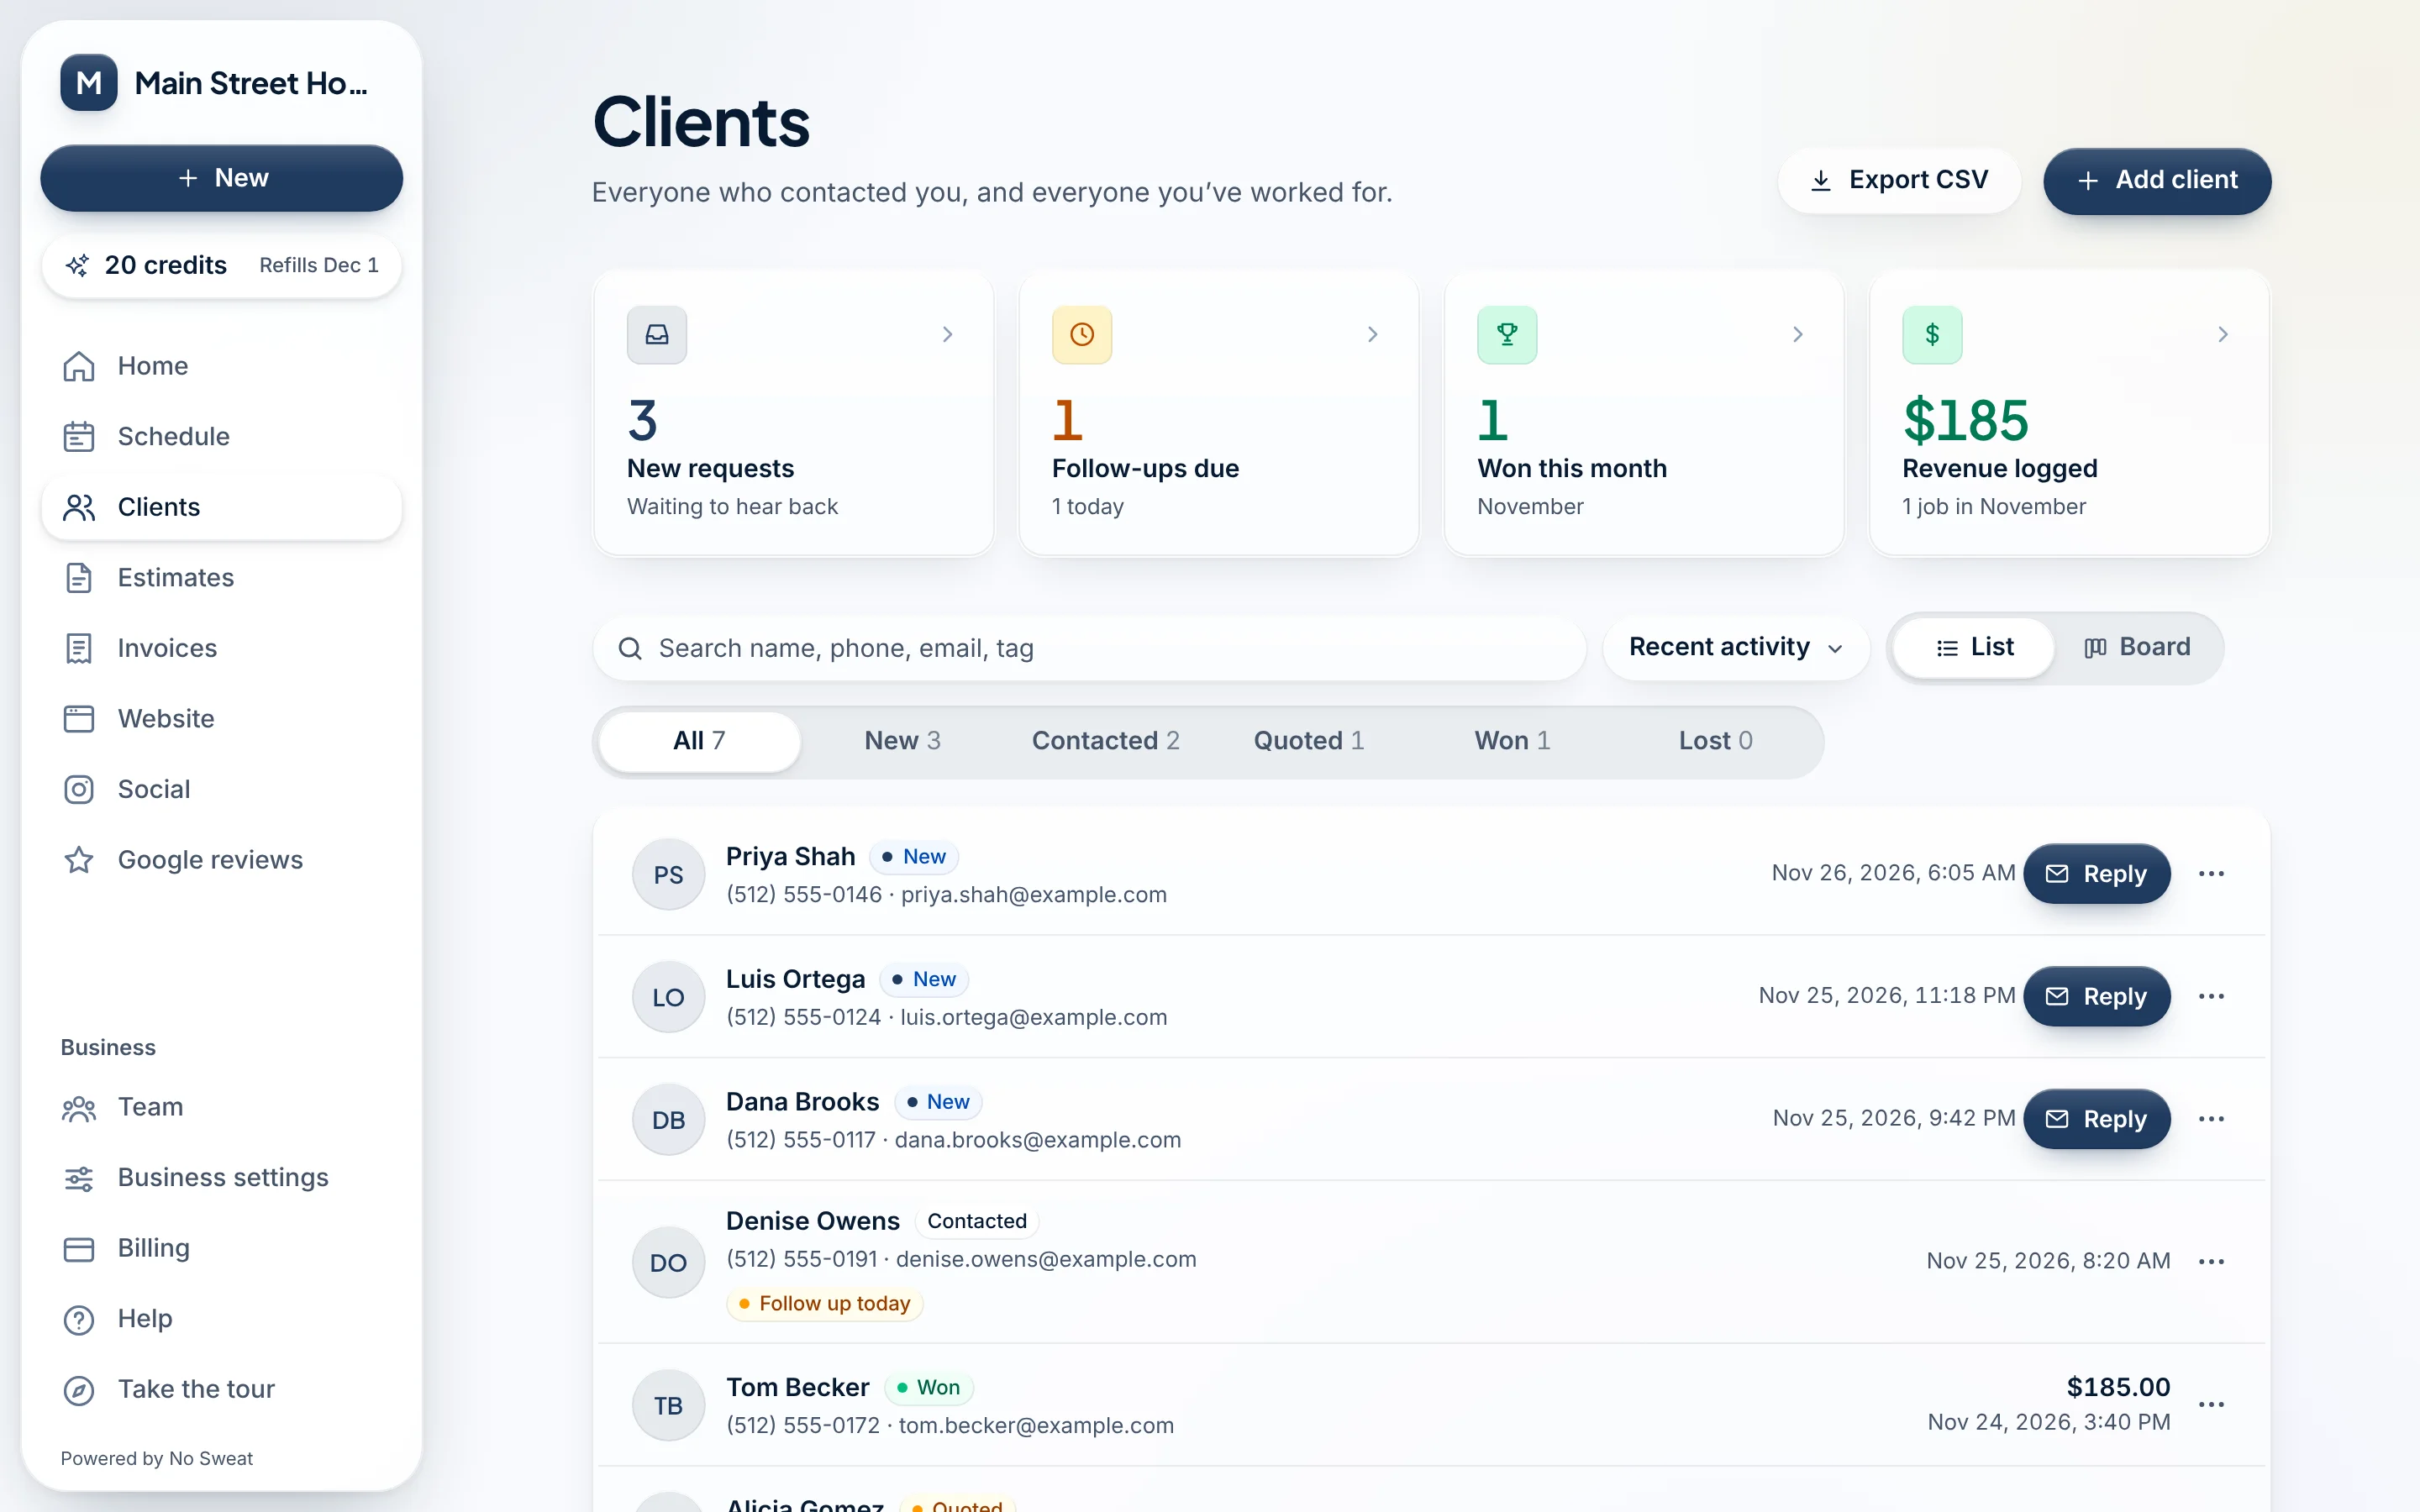 M Main Street Ho...
+ New
20 credits Refills Dec 1
Home
Schedule
Clients
Estimates
Invoices
Website
Social
Google reviews
Business
Team
Business settings
Billing
Help
Take the tour
Powered by No Sweat
Clients
Everyone who contacted you, and everyone you’ve worked for.
Export CSV
+ Add client
3
New requests
Waiting to hear back
1
Follow-ups due
1 today
1
Won this month
November
$
$185
Revenue logged
1 job in November
Search name, phone, email, tag
Recent activity
List
Board
All 7
New 3
Contacted 2
Quoted 1
Won 1
Lost 0
PS
Priya Shah New
(512) 555-0146 · priya.shah@example.com
Nov 26, 2026, 6:05 AM
Reply
LO
Luis Ortega New
(512) 555-0124 · luis.ortega@example.com
Nov 25, 2026, 11:18 PM
Reply
DB
Dana Brooks New
(512) 555-0117 · dana.brooks@example.com
Nov 25, 2026, 9:42 PM
Reply
DO
Denise Owens Contacted
(512) 555-0191 · denise.owens@example.com
Follow up today
Nov 25, 2026, 8:20 AM
TB
Tom Becker Won
(512) 555-0172 · tom.becker@example.com
$185.00
Nov 24, 2026, 3:40 PM
Alicia Gomez Quoted